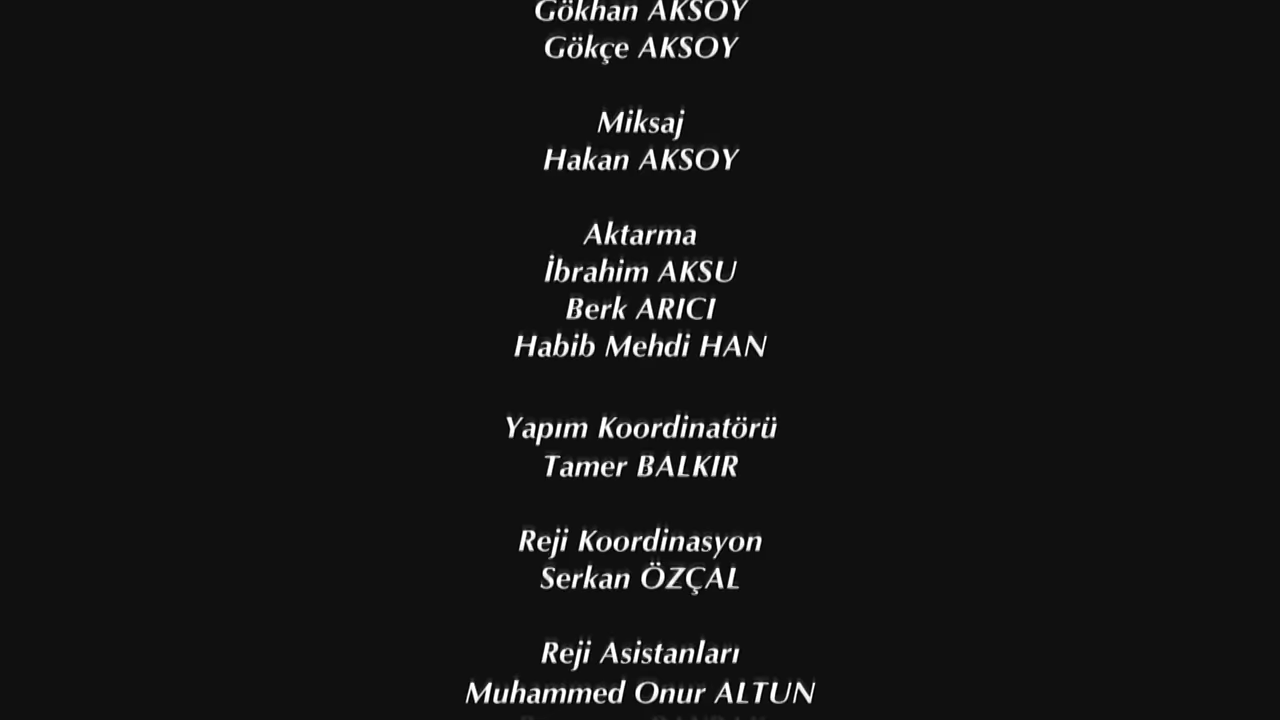 Gökhan AKSOY
Gökçe AKSOY
Miksaj
Hakan AKSOY
Aktarma
İbrahim AKSU
Berk ARICI
Habib Mehdi HAN
Yapım Koordinatörü
Tamer BALKIR
Reji Koordinasyon
Serkan ÖZÇAL
Reji Asistanları
Muhammed Onur ALTUN